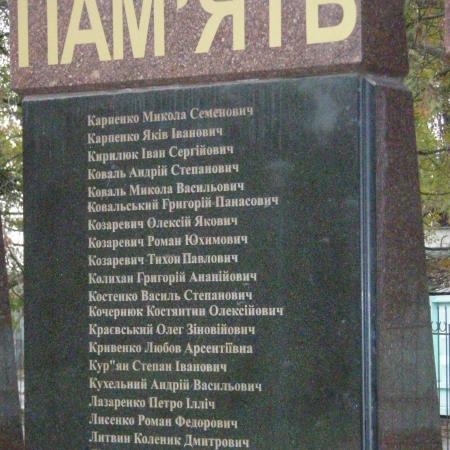 ПАМ'ЯТЬ
Карпенко Микола Семенович
Карпенко Яків Іванович
Кирилюк Іван Сергійович
Коваль Андрій Степанович
Коваль Микола Васильович
Ковальський Григорій Панасович
Козаревич Олексій Якович
Козаревич Роман Юхимович
Козаревич Тихон Павлович
Колихан Григорій Ананійович
Костенко Василь Степанович
Кочернюк Костянтин Олексійович
Краєвський Олег Зіновійович
Кривенко Любов Арсентіївна
Кур"ян Степан Іванович
Кухельний Андрій Васильович
Лазаренко Петро Ілліч
Лисенко Роман Федорович
Литвин Коленик Дмитрович